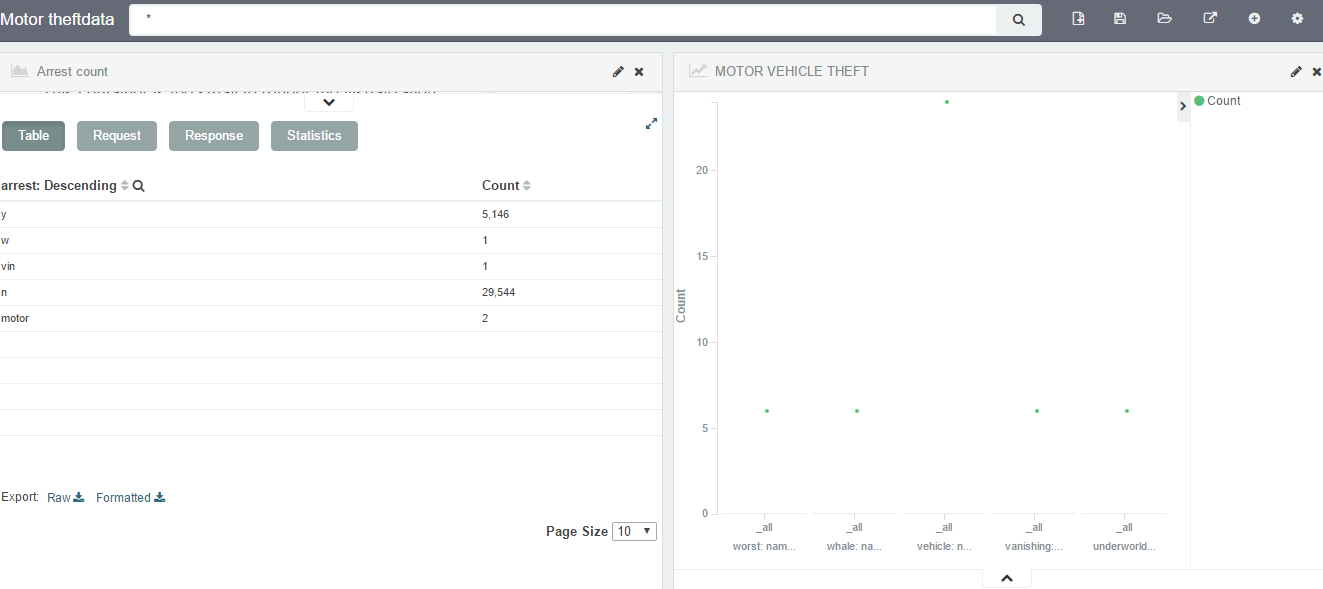 Motor theftdata
*
Arrest count
Table Request Response Statistics
arrest: Descending Count
y 5,146
w 1
vin 1
n 29,544
motor 2
Export: Raw Formatted
Page Size 10
MOTOR VEHICLE THEFT
Count
20
15
10
5
0
Count
_all _all _all _all _all
worst: nam... whale: na... vehicle: n... vanishing:... underworld...